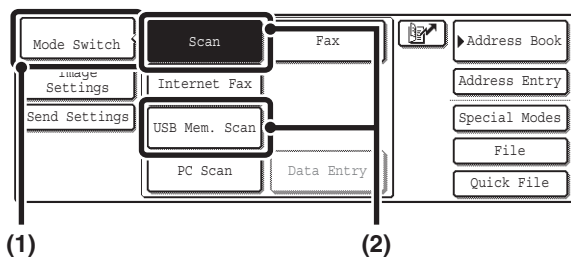 Mode Switch
Scan
Fax
Address Book
Image
Settings
Internet Fax
Address Entry
Send Settings
USB Mem. Scan
Special Modes
File
PC Scan
Data Entry
Quick File
(1)
(2)